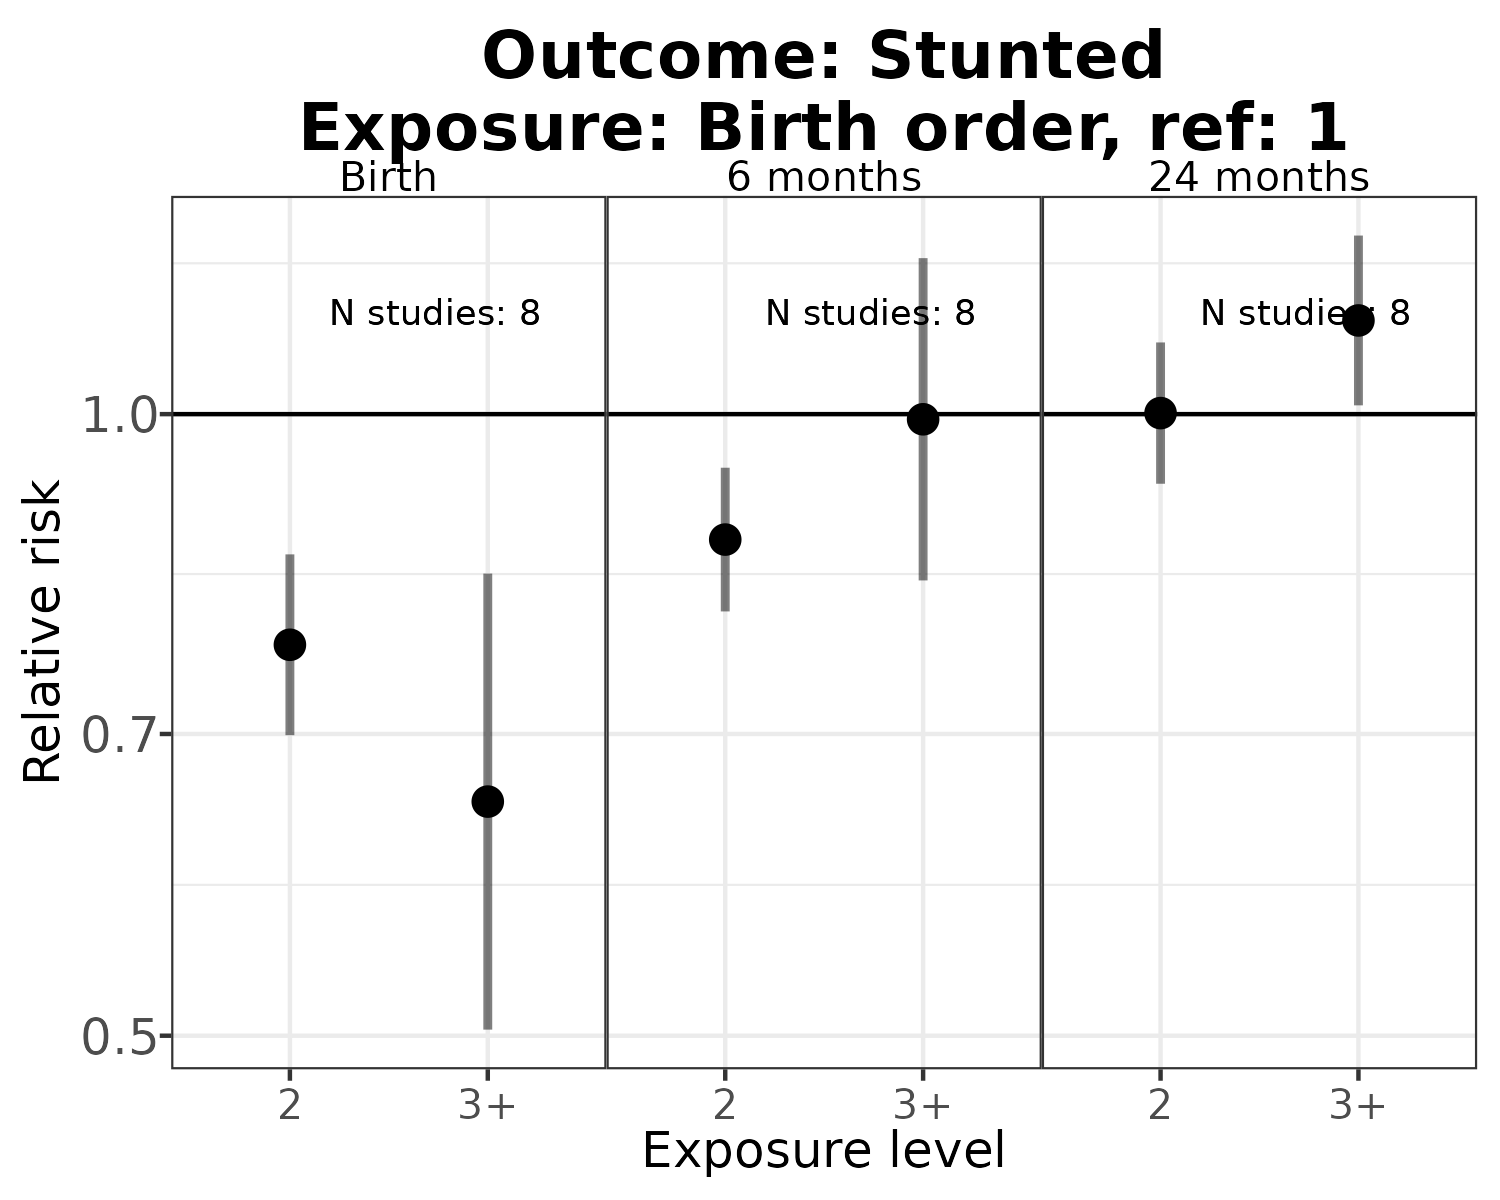 Outcome: Stunted
Exposure: Birth order, ref: 1
Birth
6 months
24 months
N studies: 8
N studies: 8
N studies: 8
1.0
0.7
0.5
Relative risk
2
3+
2
3+
2
3+
Exposure level